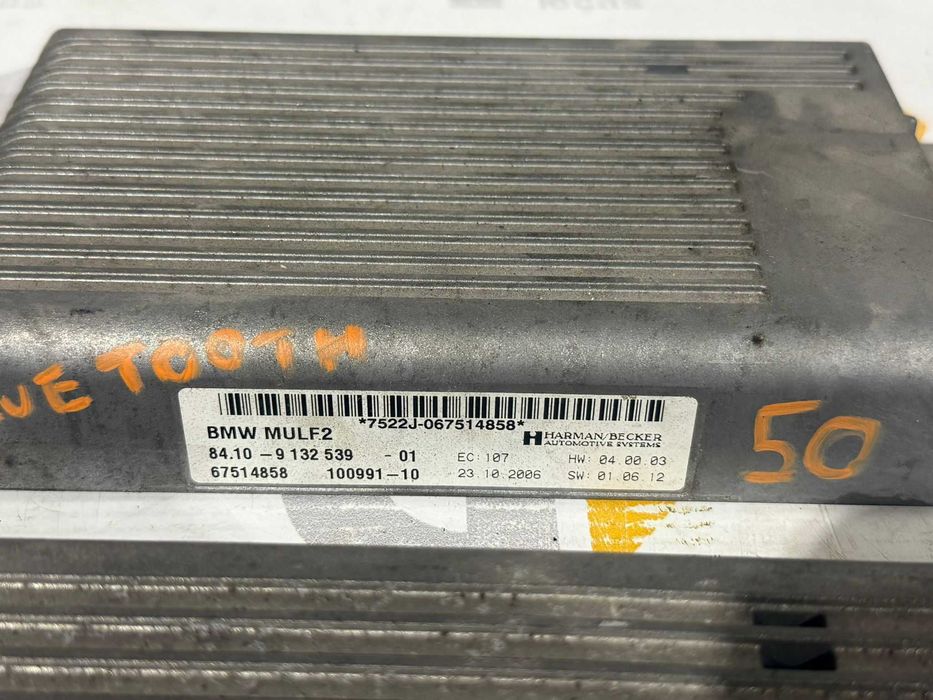 UE TOOTH
*7522J-067514858*
BMW MULF2
HARMAN/BECKER
AUTOMOTIVE SYSTEMS
84.10 - 9 132 539 - 01 EC: 107 HW: 04.00.03
67514858 100991-10 23.10.2006 SW: 01.06.12
50